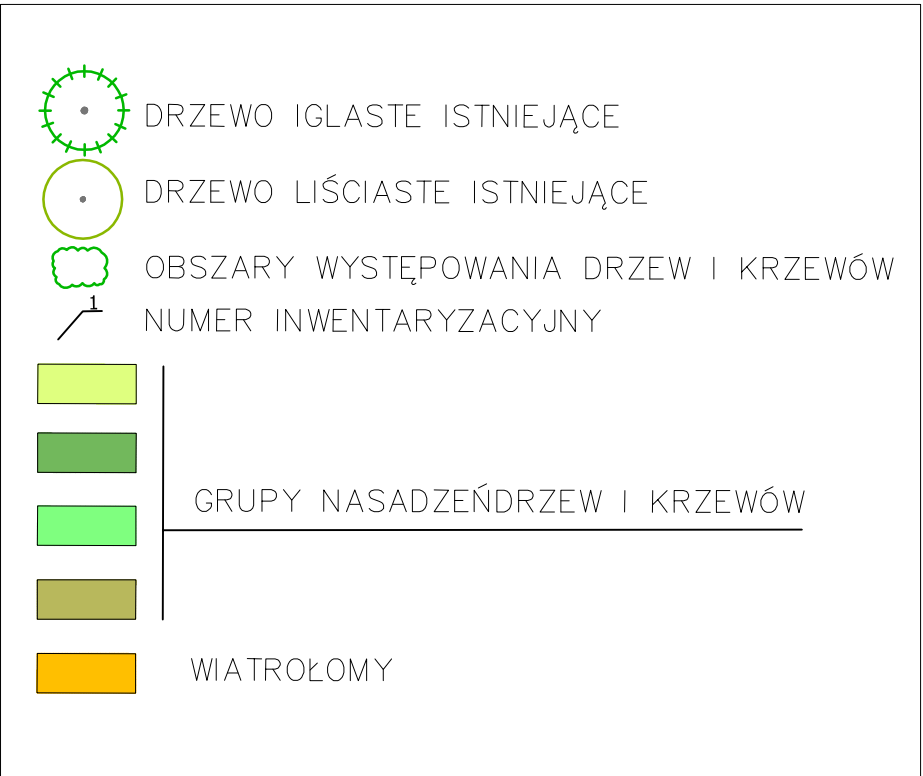 DRZEWO IGLASTE ISTNIEJĄCE
DRZEWO LIŚCIASTE ISTNIEJĄCE
OBSZARY WYSTĘPOWANIA DRZEW I KRZEWÓW
1
NUMER INWENTARYZACYJNY
GRUPY NASADZEŃDRZEW I KRZEWÓW
WIATROŁOMY